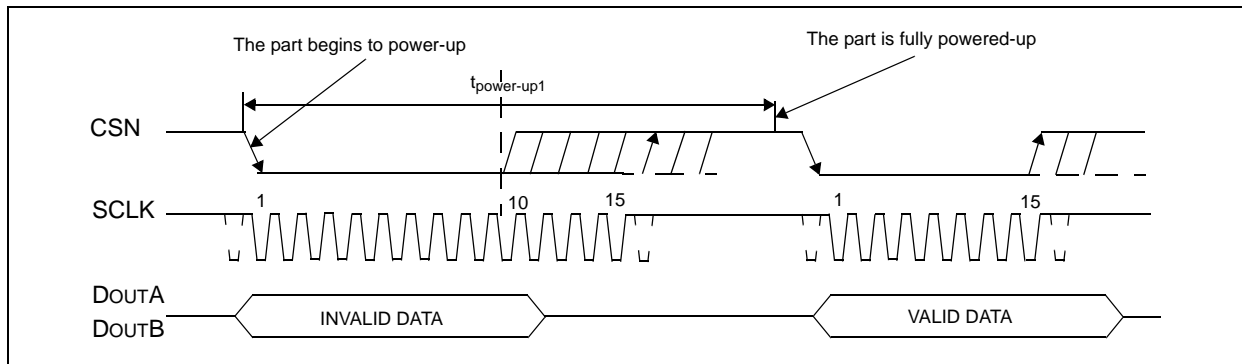 The part begins to power-up
The part is fully powered-up
tpower-up1
CSN
SCLK
1
10
15
1
15
DOUTA
DOUTB
INVALID DATA
VALID DATA